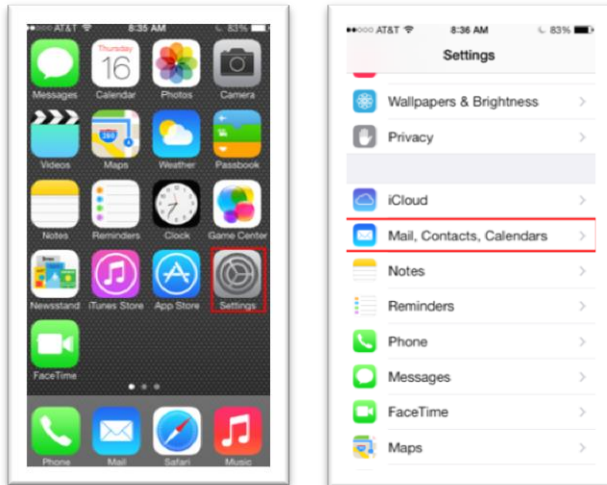 AT&T 8:35 AM 83%
Thursday
16
Messages Calendar Photos Camera
280
Videos Maps Weather Passbook
Notes Reminders Clock Game Center
Newsstand iTunes Store App Store Settings
FaceTime
Phone Mail Safari Music
AT&T 8:36 AM 83%
Settings
Wallpapers & Brightness
Privacy
iCloud
Mail, Contacts, Calendars
Notes
Reminders
Phone
Messages
FaceTime
Maps